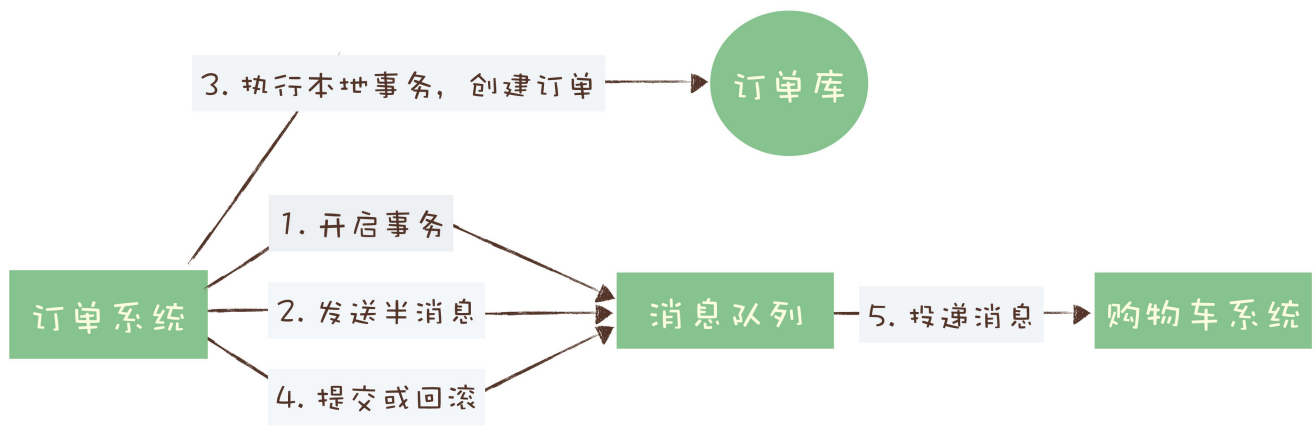 3. 执行本地事务，创建订单
订单库
1. 开启事务
订单系统
2. 发送半消息
消息队列
5. 投递消息
购物车系统
4. 提交或回滚